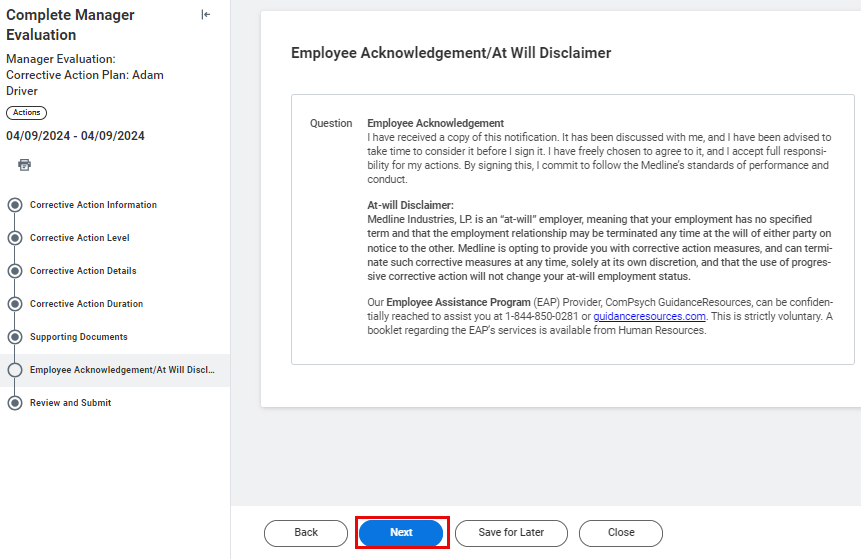 Complete Manager
Evaluation
Manager Evaluation:
Corrective Action Plan: Adam
Driver
Actions
04/09/2024 - 04/09/2024
Corrective Action Information
Corrective Action Level
Corrective Action Details
Corrective Action Duration
Supporting Documents
Employee Acknowledgement/At Will Discl...
Review and Submit
Employee Acknowledgement/At Will Disclaimer
Question
Employee Acknowledgement
I have received a copy of this notification. It has been discussed with me, and I have been advised to
take time to consider it before I sign it. I have freely chosen to agree to it, and I accept full responsi-
bility for my actions. By signing this, I commit to follow the Medline's standards of performance and
conduct.
At-will Disclaimer:
Medline Industries, LP. is an “at-will” employer, meaning that your employment has no specified
term and that the employment relationship may be terminated any time at the will of either party on
notice to the other. Medline is opting to provide you with corrective action measures, and can termi-
nate such corrective measures at any time, solely at its own discretion, and that the use of progres-
sive corrective action will not change your at-will employment status.
Our Employee Assistance Program (EAP) Provider, ComPsych GuidanceResources, can be confiden-
tially reached to assist you at 1-844-850-0281 or guidanceresources.com. This is strictly voluntary. A
booklet regarding the EAP's services is available from Human Resources.
Back
Next
Save for Later
Close